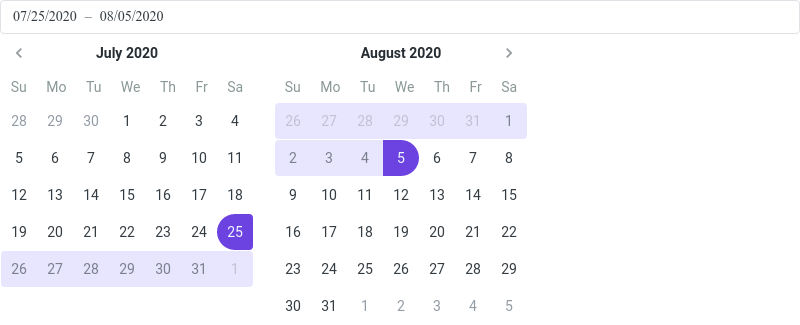 07/25/2020 – 08/05/2020
July 2020
Su Mo Tu We Th Fr Sa
28 29 30 1 2 3 4
5 6 7 8 9 10 11
12 13 14 15 16 17 18
19 20 21 22 23 24 25
26 27 28 29 30 31 1
August 2020
Su Mo Tu We Th Fr Sa
26 27 28 29 30 31 1
2 3 4 5 6 7 8
9 10 11 12 13 14 15
16 17 18 19 20 21 22
23 24 25 26 27 28 29
30 31 1 2 3 4 5